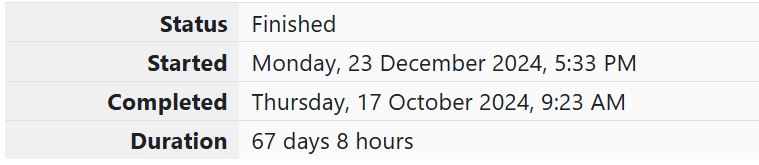 Status Finished
Started Monday, 23 December 2024, 5:33 PM
Completed Thursday, 17 October 2024, 9:23 AM
Duration 67 days 8 hours